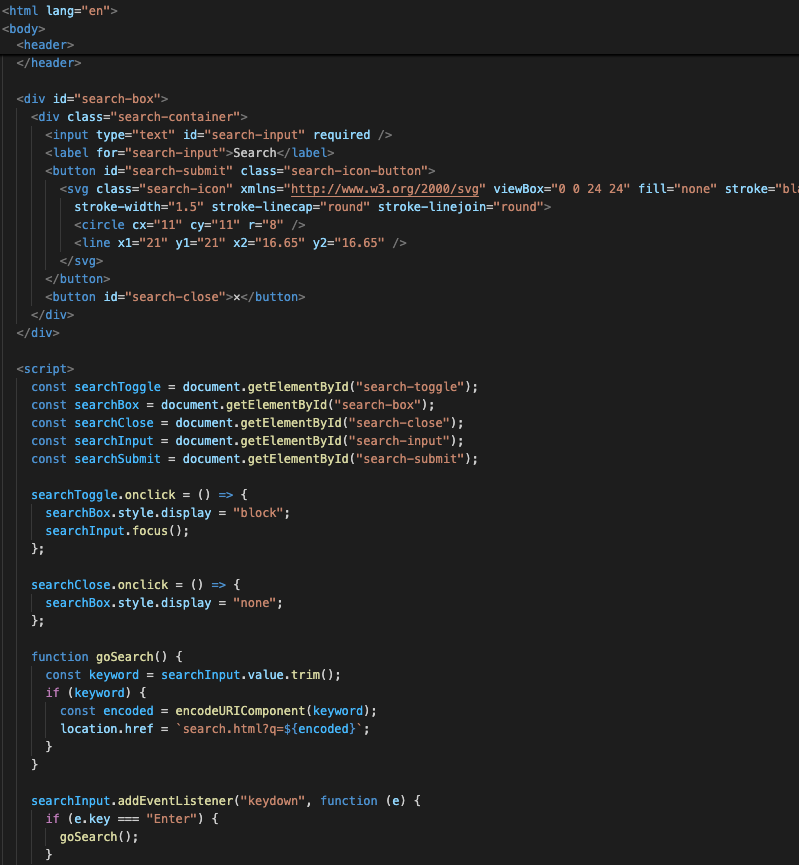 <html lang="en">
<body>
<header>
</header>
<div id="search-box">
<div class="search-container">
<input type="text" id="search-input" required />
<label for="search-input">Search</label>
<button id="search-submit" class="search-icon-button">
<svg class="search-icon" xmlns="http://www.w3.org/2000/svg" viewBox="0 0 24 24" fill="none" stroke="bla
stroke-width="1.5" stroke-linecap="round" stroke-linejoin="round">
<circle cx="11" cy="11" r="8" />
<line x1="21" y1="21" x2="16.65" y2="16.65" />
</svg>
</button>
<button id="search-close">×</button>
</div>
</div>
<script>
const searchToggle = document.getElementById("search-toggle");
const searchBox = document.getElementById("search-box");
const searchClose = document.getElementById("search-close");
const searchInput = document.getElementById("search-input");
const searchSubmit = document.getElementById("search-submit");
searchToggle.onclick = () => {
searchBox.style.display = "block";
searchInput.focus();
};
searchClose.onclick = () => {
searchBox.style.display = "none";
};
function goSearch() {
const keyword = searchInput.value.trim();
if (keyword) {
const encoded = encodeURIComponent(keyword);
location.href = `search.html?q=${encoded}`;
}
}
searchInput.addEventListener("keydown", function (e) {
if (e.key === "Enter") {
goSearch();
}